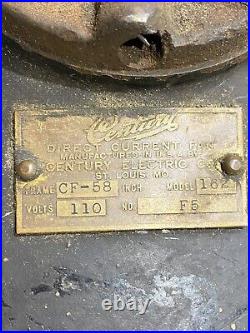 Century
DIRECT CURRENT FAN
MANUFACTURED IN U.S.A. BY
CENTURY ELECTRIC CO.
ST. LOUIS, MO.
FRAME CF-58 INCH MODEL 162
VOLTS 110 NO F5